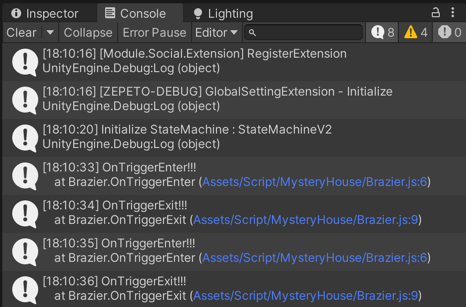 Inspector Console Lighting
Clear Collapse Error Pause Editor 8 4 0
[18:10:16] [Module.Social.Extension] RegisterExtension
UnityEngine.Debug:Log (object)
[18:10:16] [ZEPETO-DEBUG] GlobalSettingExtension - Initialize
UnityEngine.Debug:Log (object)
[18:10:20] Initialize StateMachine : StateMachineV2
UnityEngine.Debug:Log (object)
[18:10:33] OnTriggerEnter!!!
at Brazier.OnTriggerEnter (Assets/Script/MysteryHouse/Brazier.js:6)
[18:10:34] OnTriggerExit!!!
at Brazier.OnTriggerExit (Assets/Script/MysteryHouse/Brazier.js:9)
[18:10:35] OnTriggerEnter!!!
at Brazier.OnTriggerEnter (Assets/Script/MysteryHouse/Brazier.js:6)
[18:10:36] OnTriggerExit!!!
at Brazier.OnTriggerExit (Assets/Script/MysteryHouse/Brazier.js:9)